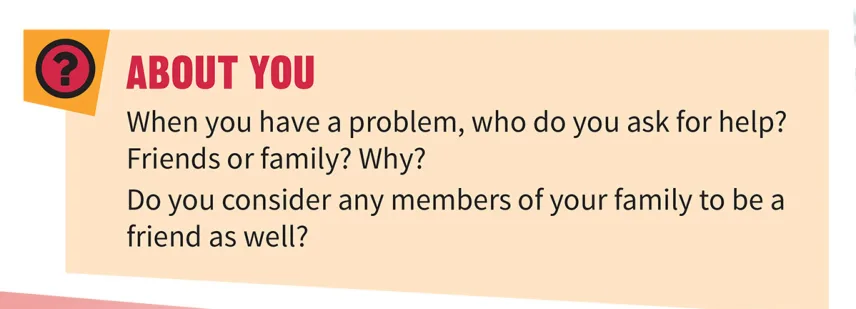 ?
ABOUT YOU
When you have a problem, who do you ask for help?
Friends or family? Why?
Do you consider any members of your family to be a
friend as well?